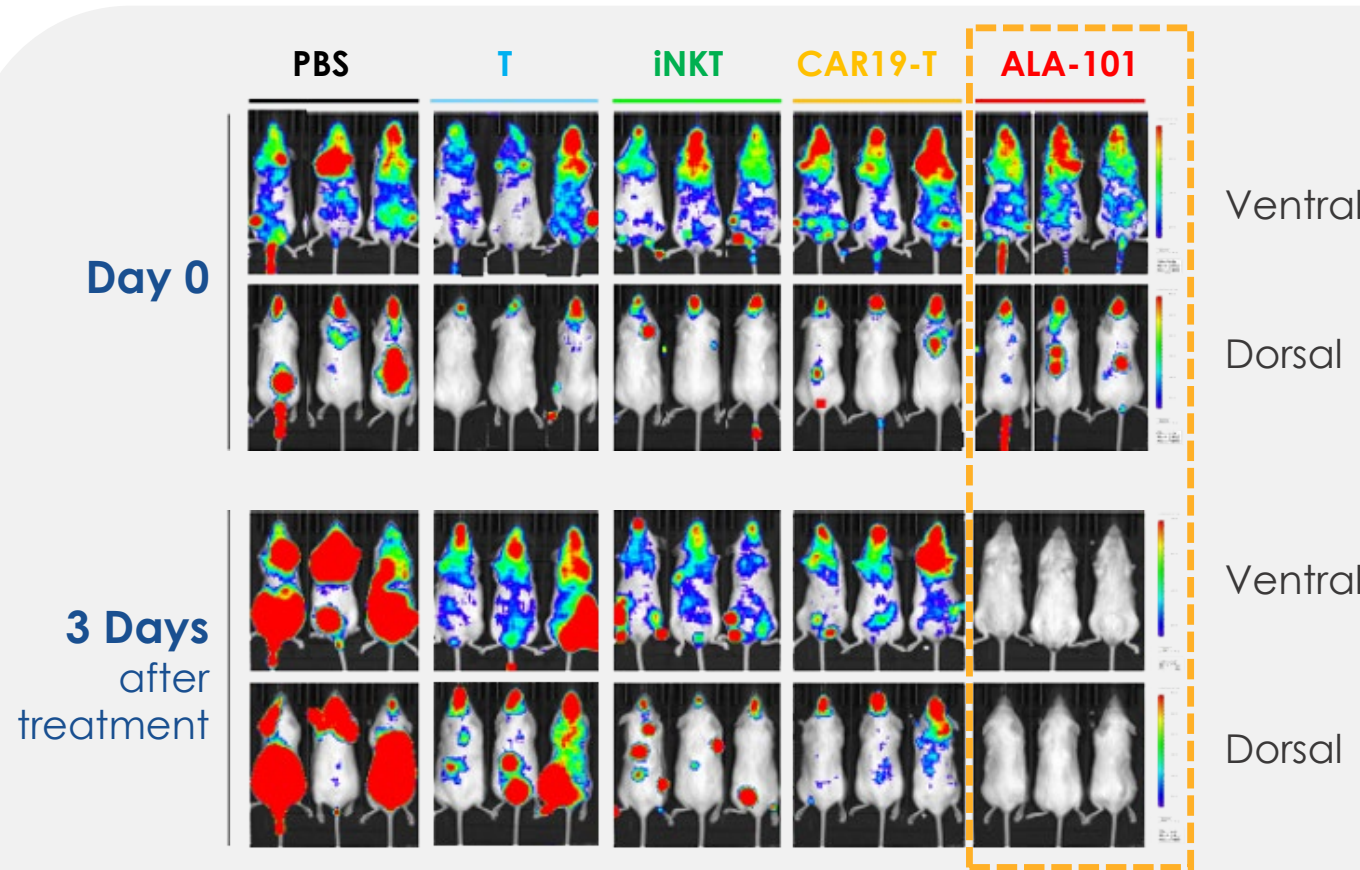 PBS T iNKT CAR19-T ALA-101
Day 0
Ventral
Dorsal
3 Days
after
treatment
Ventral
Dorsal